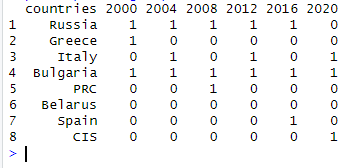 countries 2000 2004 2008 2012 2016 2020
1 Russia 1 1 1 1 1 0
2 Greece 1 0 0 0 0 0
3 Italy 0 1 0 1 0 1
4 Bulgaria 1 1 1 1 1 1
5 PRC 0 0 1 0 0 0
6 Belarus 0 0 0 0 0 0
7 Spain 0 0 0 0 1 0
8 CIS 0 0 0 0 0 1
>